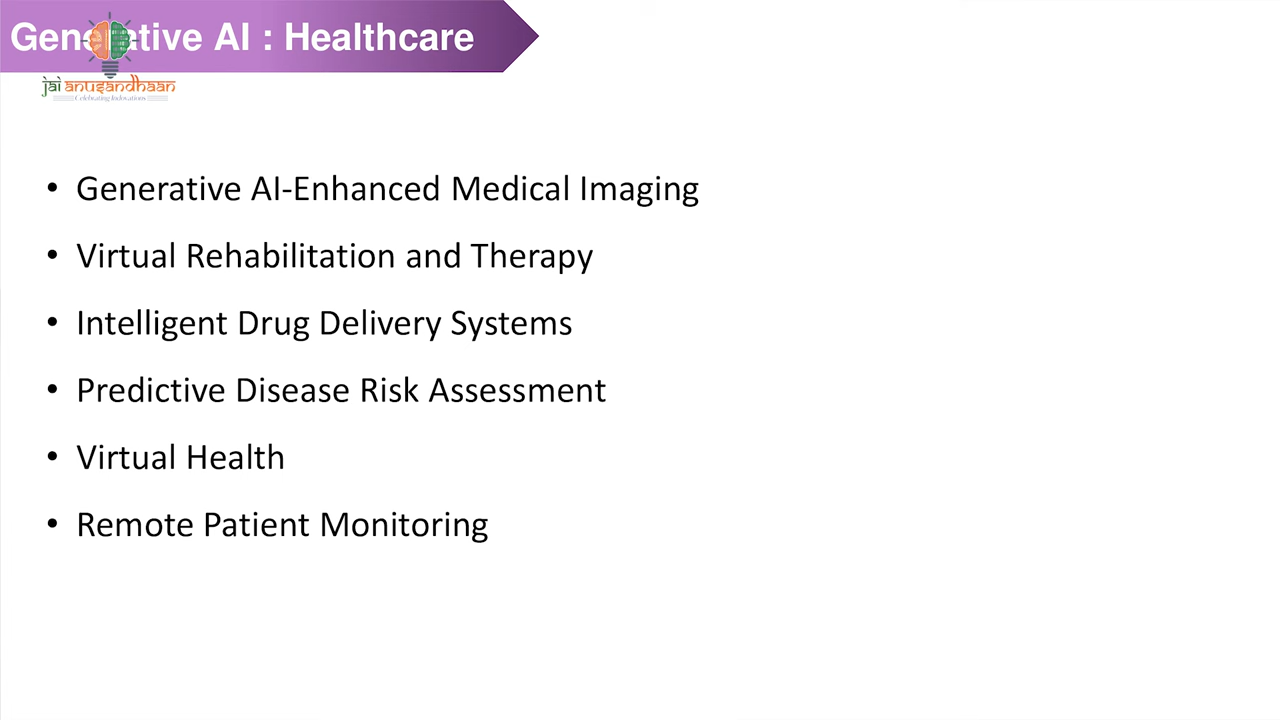 Generative AI : Healthcare
jai anusandhaan
Celebrating Indovations
• Generative AI-Enhanced Medical Imaging
• Virtual Rehabilitation and Therapy
• Intelligent Drug Delivery Systems
• Predictive Disease Risk Assessment
• Virtual Health
• Remote Patient Monitoring